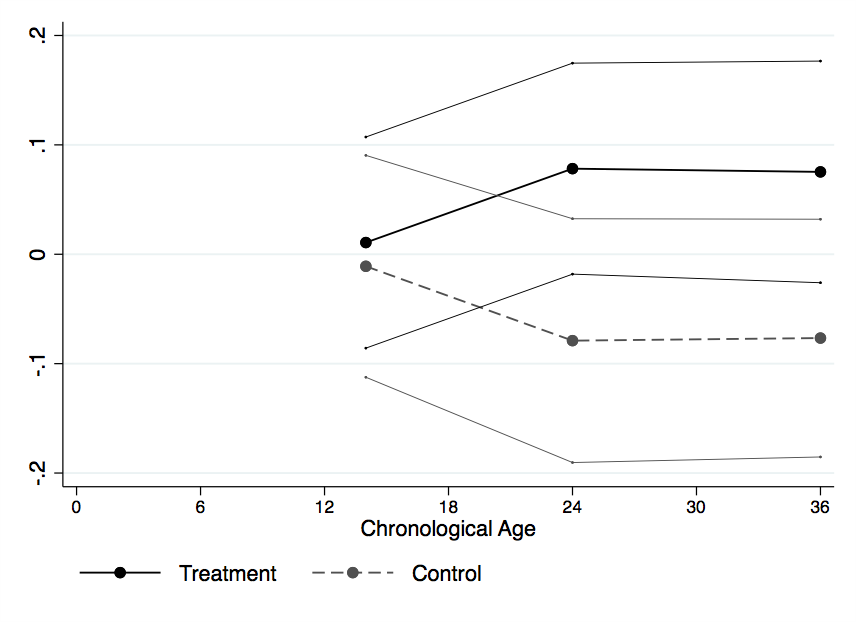 .2
.1
0
-.1
-.2
0 6 12 18 24 30 36
Chronological Age
Treatment Control